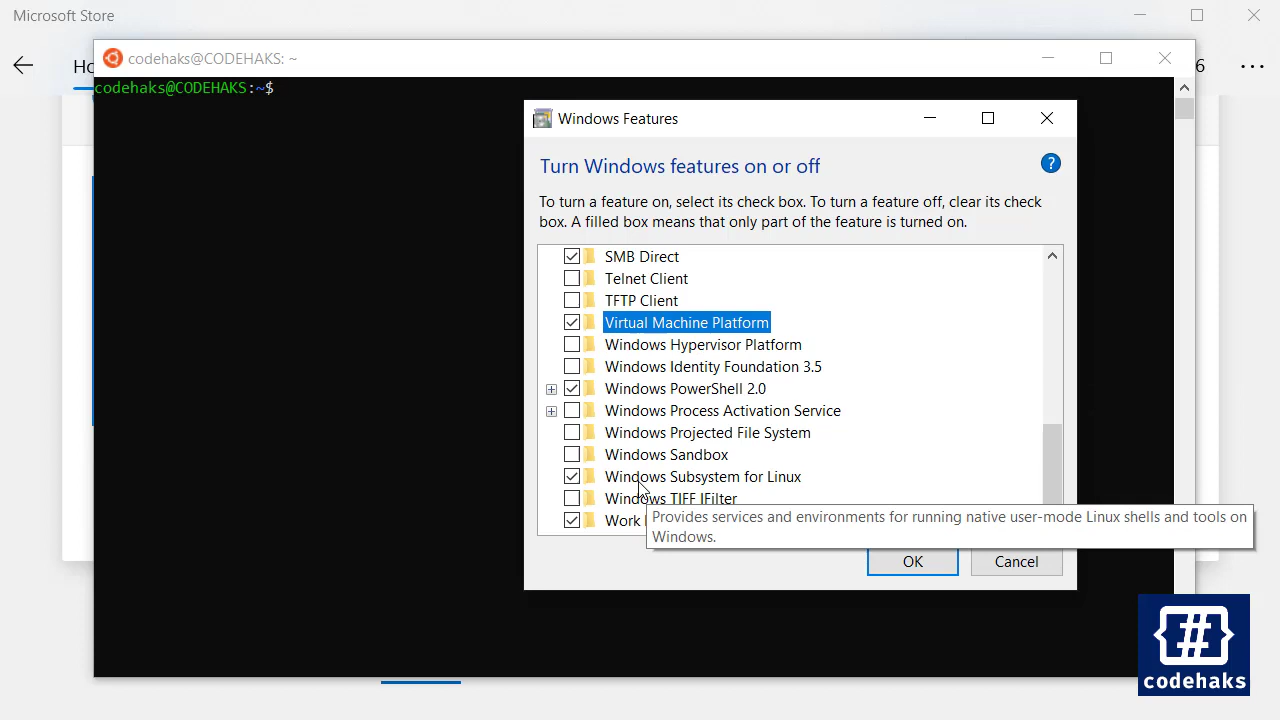 Microsoft Store
Ho
6
codehaks@CODEHAKS: ~
codehaks@CODEHAKS:~$
Windows Features
Turn Windows features on or off
?
To turn a feature on, select its check box. To turn a feature off, clear its check
box. A filled box means that only part of the feature is turned on.
SMB Direct
Telnet Client
TFTP Client
Virtual Machine Platform
Windows Hypervisor Platform
Windows Identity Foundation 3.5
Windows PowerShell 2.0
Windows Process Activation Service
Windows Projected File System
Windows Sandbox
Windows Subsystem for Linux
Windows TIFF IFilter
Work
Provides services and environments for running native user-mode Linux shells and tools on
Windows.
OK
Cancel
{#}
codehaks